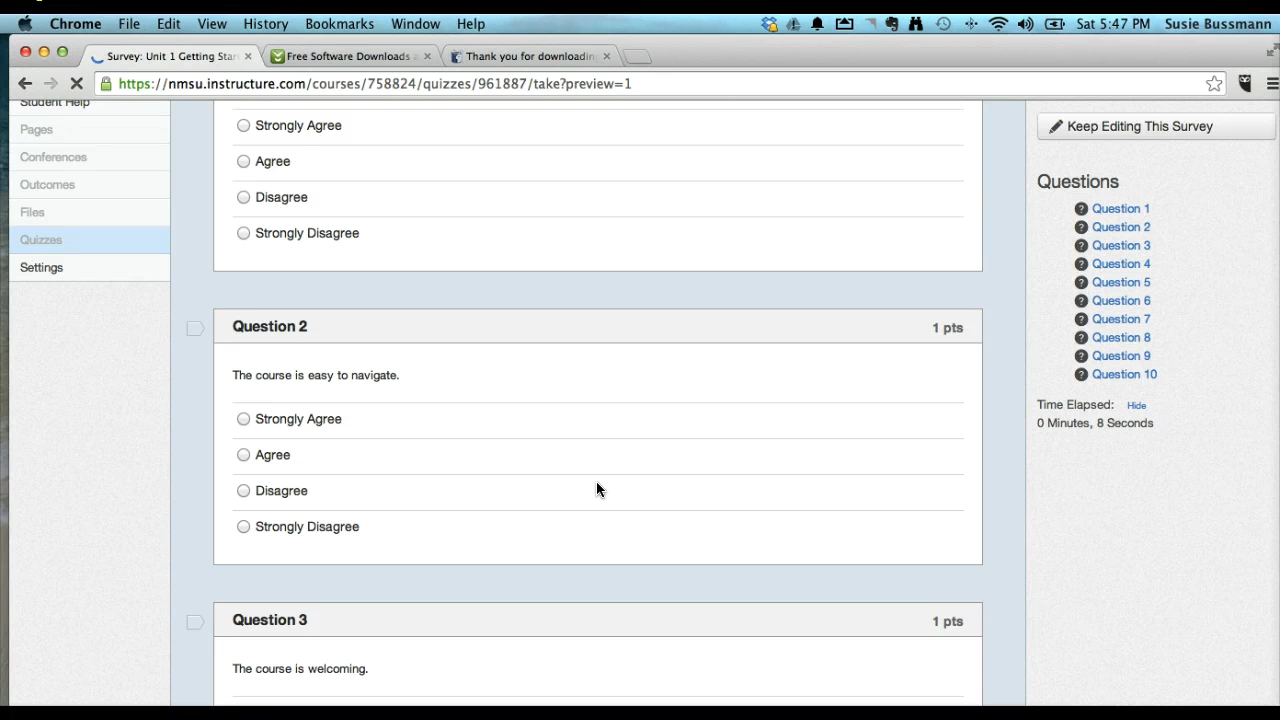 Chrome File Edit View History Bookmarks Window Help Sat 5:47 PM Susie Bussmann
Survey: Unit 1 Getting Star Free Software Downloads a Thank you for downloading
https://nmsu.instructure.com/courses/758824/quizzes/961887/take?preview=1
Student Help
Pages
Conferences
Outcomes
Files
Quizzes
Settings
Strongly Agree
Agree
Disagree
Strongly Disagree
Question 2 1 pts
The course is easy to navigate.
Strongly Agree
Agree
Disagree
Strongly Disagree
Question 3 1 pts
The course is welcoming.
Keep Editing This Survey
Questions
Question 1
Question 2
Question 3
Question 4
Question 5
Question 6
Question 7
Question 8
Question 9
Question 10
Time Elapsed: Hide
0 Minutes, 8 Seconds